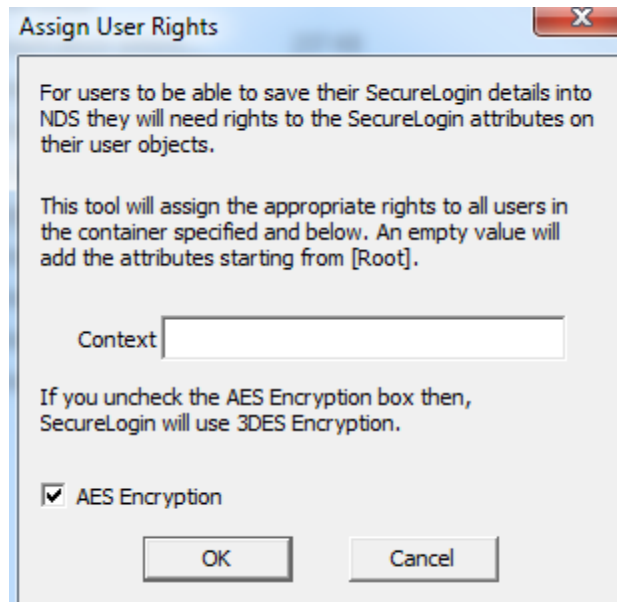 Assign User Rights
For users to be able to save their SecureLogin details into
NDS they will need rights to the SecureLogin attributes on
their user objects.
This tool will assign the appropriate rights to all users in
the container specified and below. An empty value will
add the attributes starting from [Root].
Context
If you uncheck the AES Encryption box then,
SecureLogin will use 3DES Encryption.
AES Encryption
OK Cancel